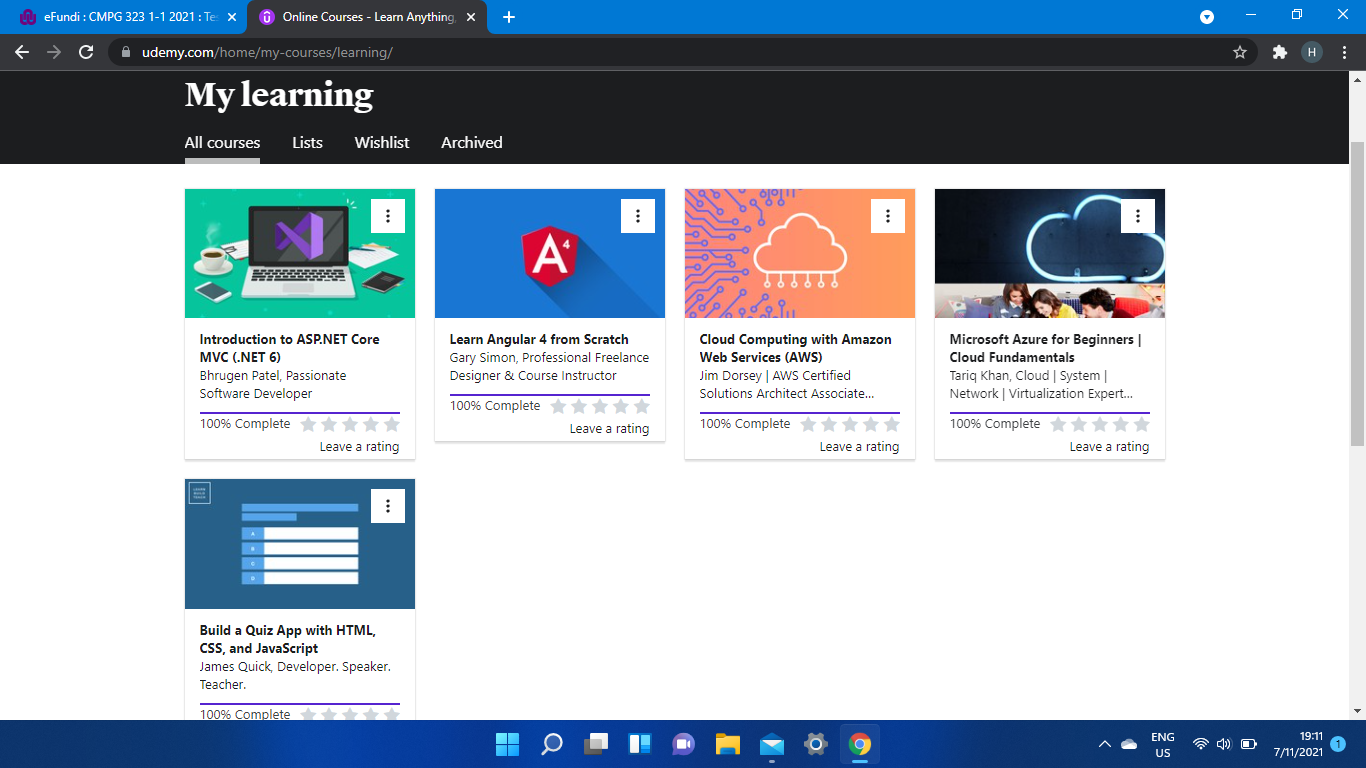 eFundi : CMPG 323 1-1 2021 : Tes
Online Courses - Learn Anything,
udemy.com/home/my-courses/learning/
H
My learning
All courses
Lists
Wishlist
Archived
Introduction to ASP.NET Core
MVC (.NET 6)
Bhrugen Patel, Passionate
Software Developer
100% Complete
Leave a rating
A4
Learn Angular 4 from Scratch
Gary Simon, Professional Freelance
Designer & Course Instructor
100% Complete
Leave a rating
Cloud Computing with Amazon
Web Services (AWS)
Jim Dorsey | AWS Certified
Solutions Architect Associate...
100% Complete
Leave a rating
Microsoft Azure for Beginners |
Cloud Fundamentals
Tariq Khan, Cloud | System |
Network | Virtualization Expert...
100% Complete
Leave a rating
A
B
C
D
Build a Quiz App with HTML,
CSS, and JavaScript
James Quick, Developer. Speaker.
Teacher.
100% Complete
ENG
US
19:11
7/11/2021
1